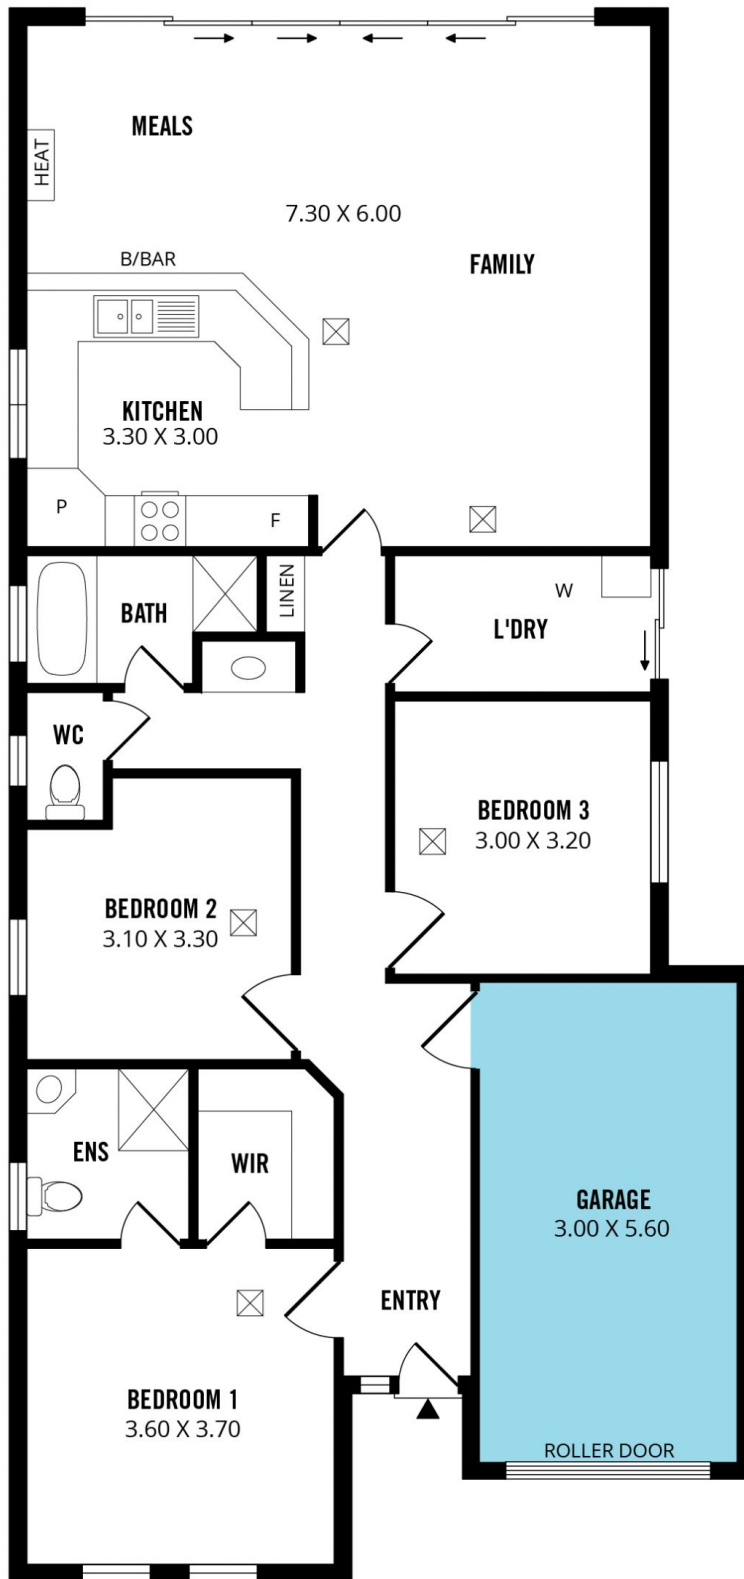 MEALS
HEAT
7.30 X 6.00
B/BAR
FAMILY
KITCHEN
3.30 X 3.00
P
F
BATH
LINEN
W
L'DRY
WC
BEDROOM 3
3.00 X 3.20
BEDROOM 2
3.10 X 3.30
ENS
WIR
GARAGE
3.00 X 5.60
ENTRY
BEDROOM 1
3.60 X 3.70
ROLLER DOOR